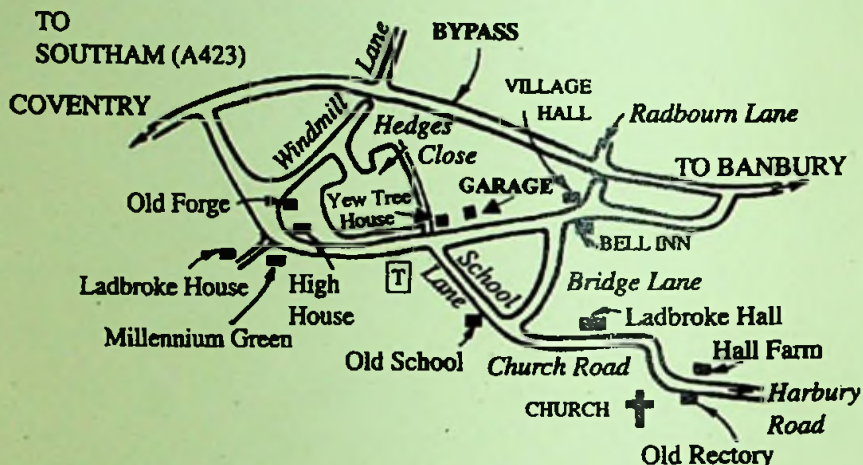 TO
SOUTHAM (A423)
COVENTRY
Lane
Windmill
BYPASS
VILLAGE
HALL
Radbourn Lane
Hedges
Close
TO BANBURY
Old Forge
Yew Tree
House
GARAGE
BELL INN
Ladbroke House
High
House
T
School
Lane
Bridge Lane
Millennium Green
Ladbroke Hall
Old School
Church Road
Hall Farm
CHURCH
Harbury
Road
Old Rectory